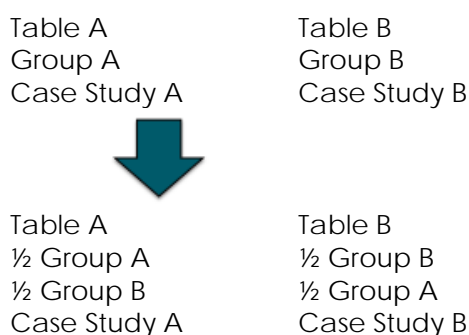 Table A
Group A
Case Study A
Table B
Group B
Case Study B
Table A
½ Group A
½ Group B
Case Study A
Table B
½ Group B
½ Group A
Case Study B